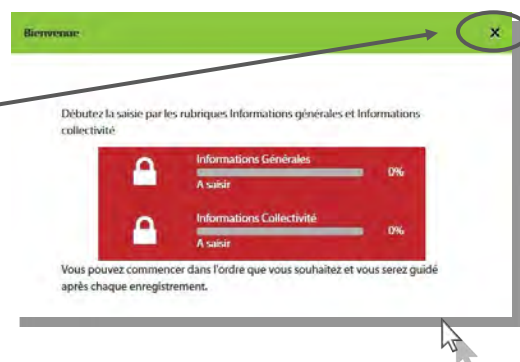 Bienvenue
×
Débutez la saisie par les rubriques Informations générales et Informations
collectivité
Informations Générales
0%
A saisir
Informations Collectivité
0%
A saisir
Vous pouvez commencer dans l'ordre que vous souhaitez et vous serez guidé
après chaque enregistrement.